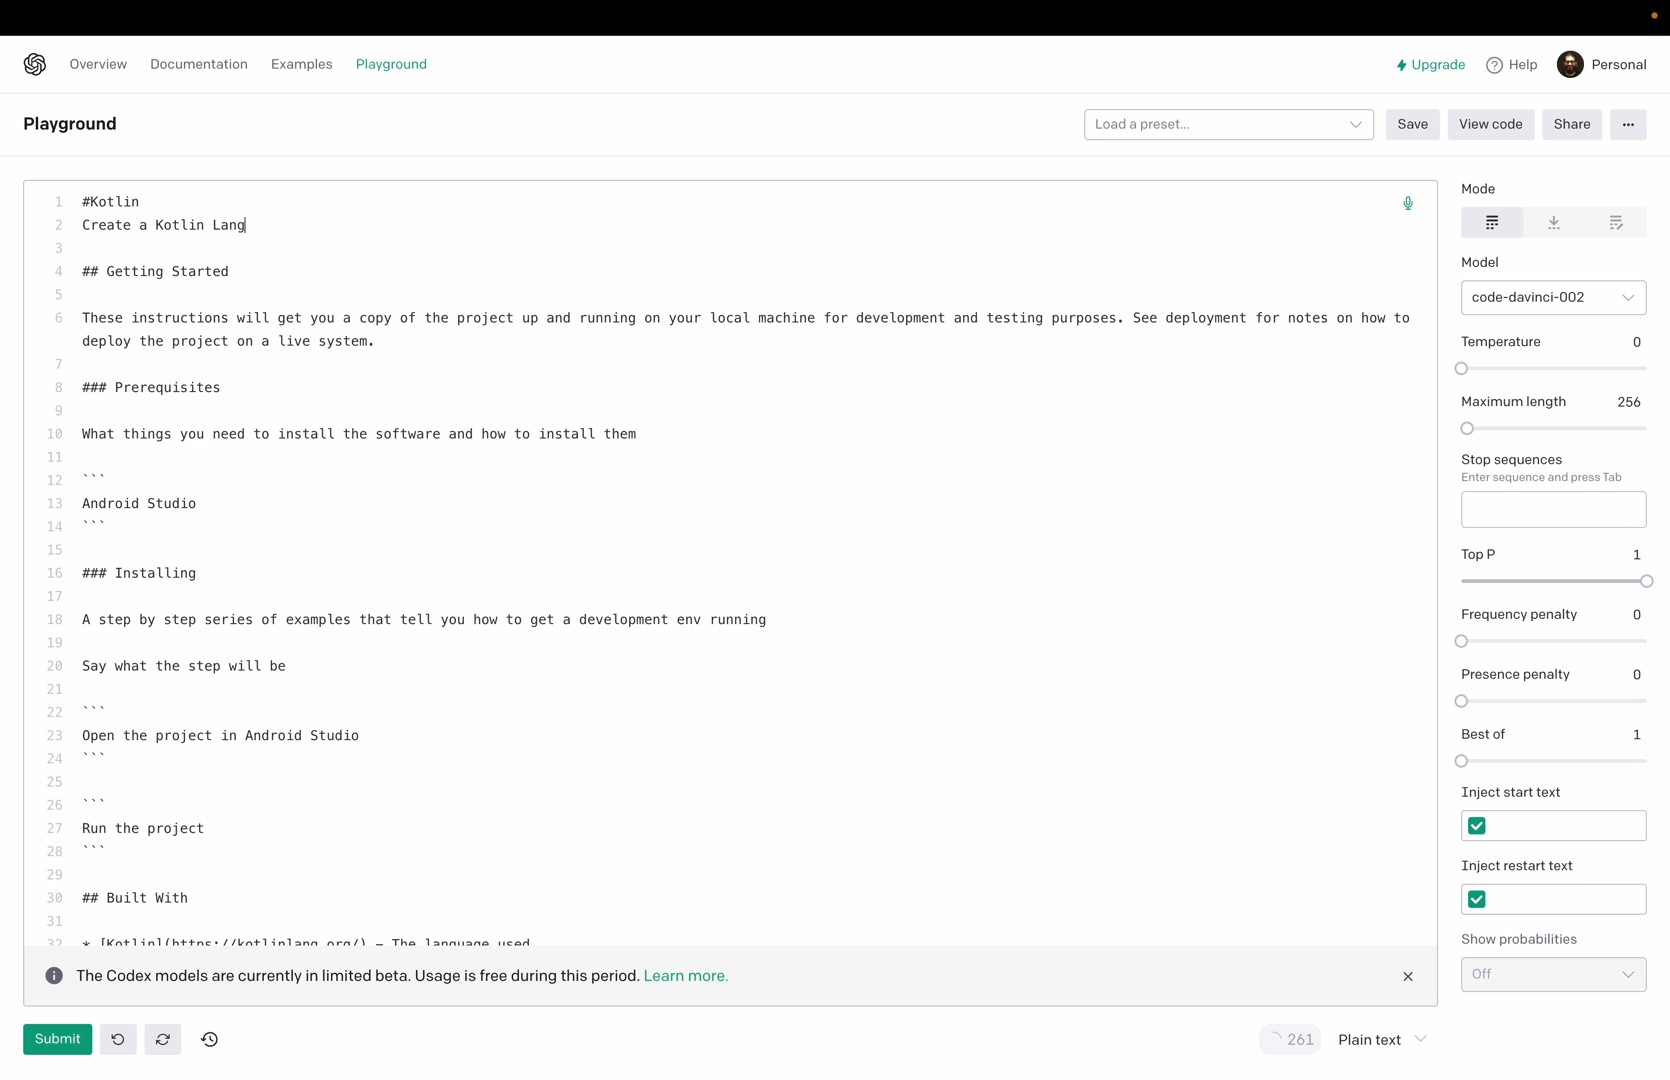 Overview Documentation Examples Playground Upgrade Help Personal
Playground Load a preset... Save View code Share ...
1 #Kotlin
2 Create a Kotlin Lang
3
4 ## Getting Started
5
6 These instructions will get you a copy of the project up and running on your local machine for development and testing purposes. See deployment for notes on how to
deploy the project on a live system.
7
8 ### Prerequisites
9
10 What things you need to install the software and how to install them
11
12 ```
13 Android Studio
14 ```
15
16 ### Installing
17
18 A step by step series of examples that tell you how to get a development env running
19
20 Say what the step will be
21
22 ```
23 Open the project in Android Studio
24 ```
25
26 ```
27 Run the project
28 ```
29
30 ## Built With
31
32 * [Kotlin](https://kotlinlang.org/) - The language used
The Codex models are currently in limited beta. Usage is free during this period. Learn more.
Submit 261 Plain text
Mode
Model
code-davinci-002
Temperature 0
Maximum length 256
Stop sequences
Enter sequence and press Tab
Top P 1
Frequency penalty 0
Presence penalty 0
Best of 1
Inject start text
Inject restart text
Show probabilities
Off